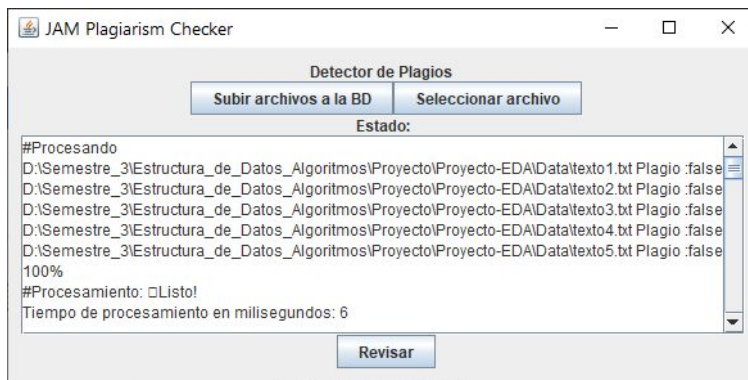 JAM Plagiarism Checker
Detector de Plagios
Subir archivos a la BD Seleccionar archivo
Estado:
#Procesando
D:\Semestre_3\Estructura_de_Datos_Algoritmos\Proyecto\Proyecto-EDA\Data\texto1.txt Plagio :false
D:\Semestre_3\Estructura_de_Datos_Algoritmos\Proyecto\Proyecto-EDA\Data\texto2.txt Plagio :false
D:\Semestre_3\Estructura_de_Datos_Algoritmos\Proyecto\Proyecto-EDA\Data\texto3.txt Plagio :false
D:\Semestre_3\Estructura_de_Datos_Algoritmos\Proyecto\Proyecto-EDA\Data\texto4.txt Plagio :false
D:\Semestre_3\Estructura_de_Datos_Algoritmos\Proyecto\Proyecto-EDA\Data\texto5.txt Plagio :false
100%
#Procesamiento: □Listo!
Tiempo de procesamiento en milisegundos: 6
Revisar